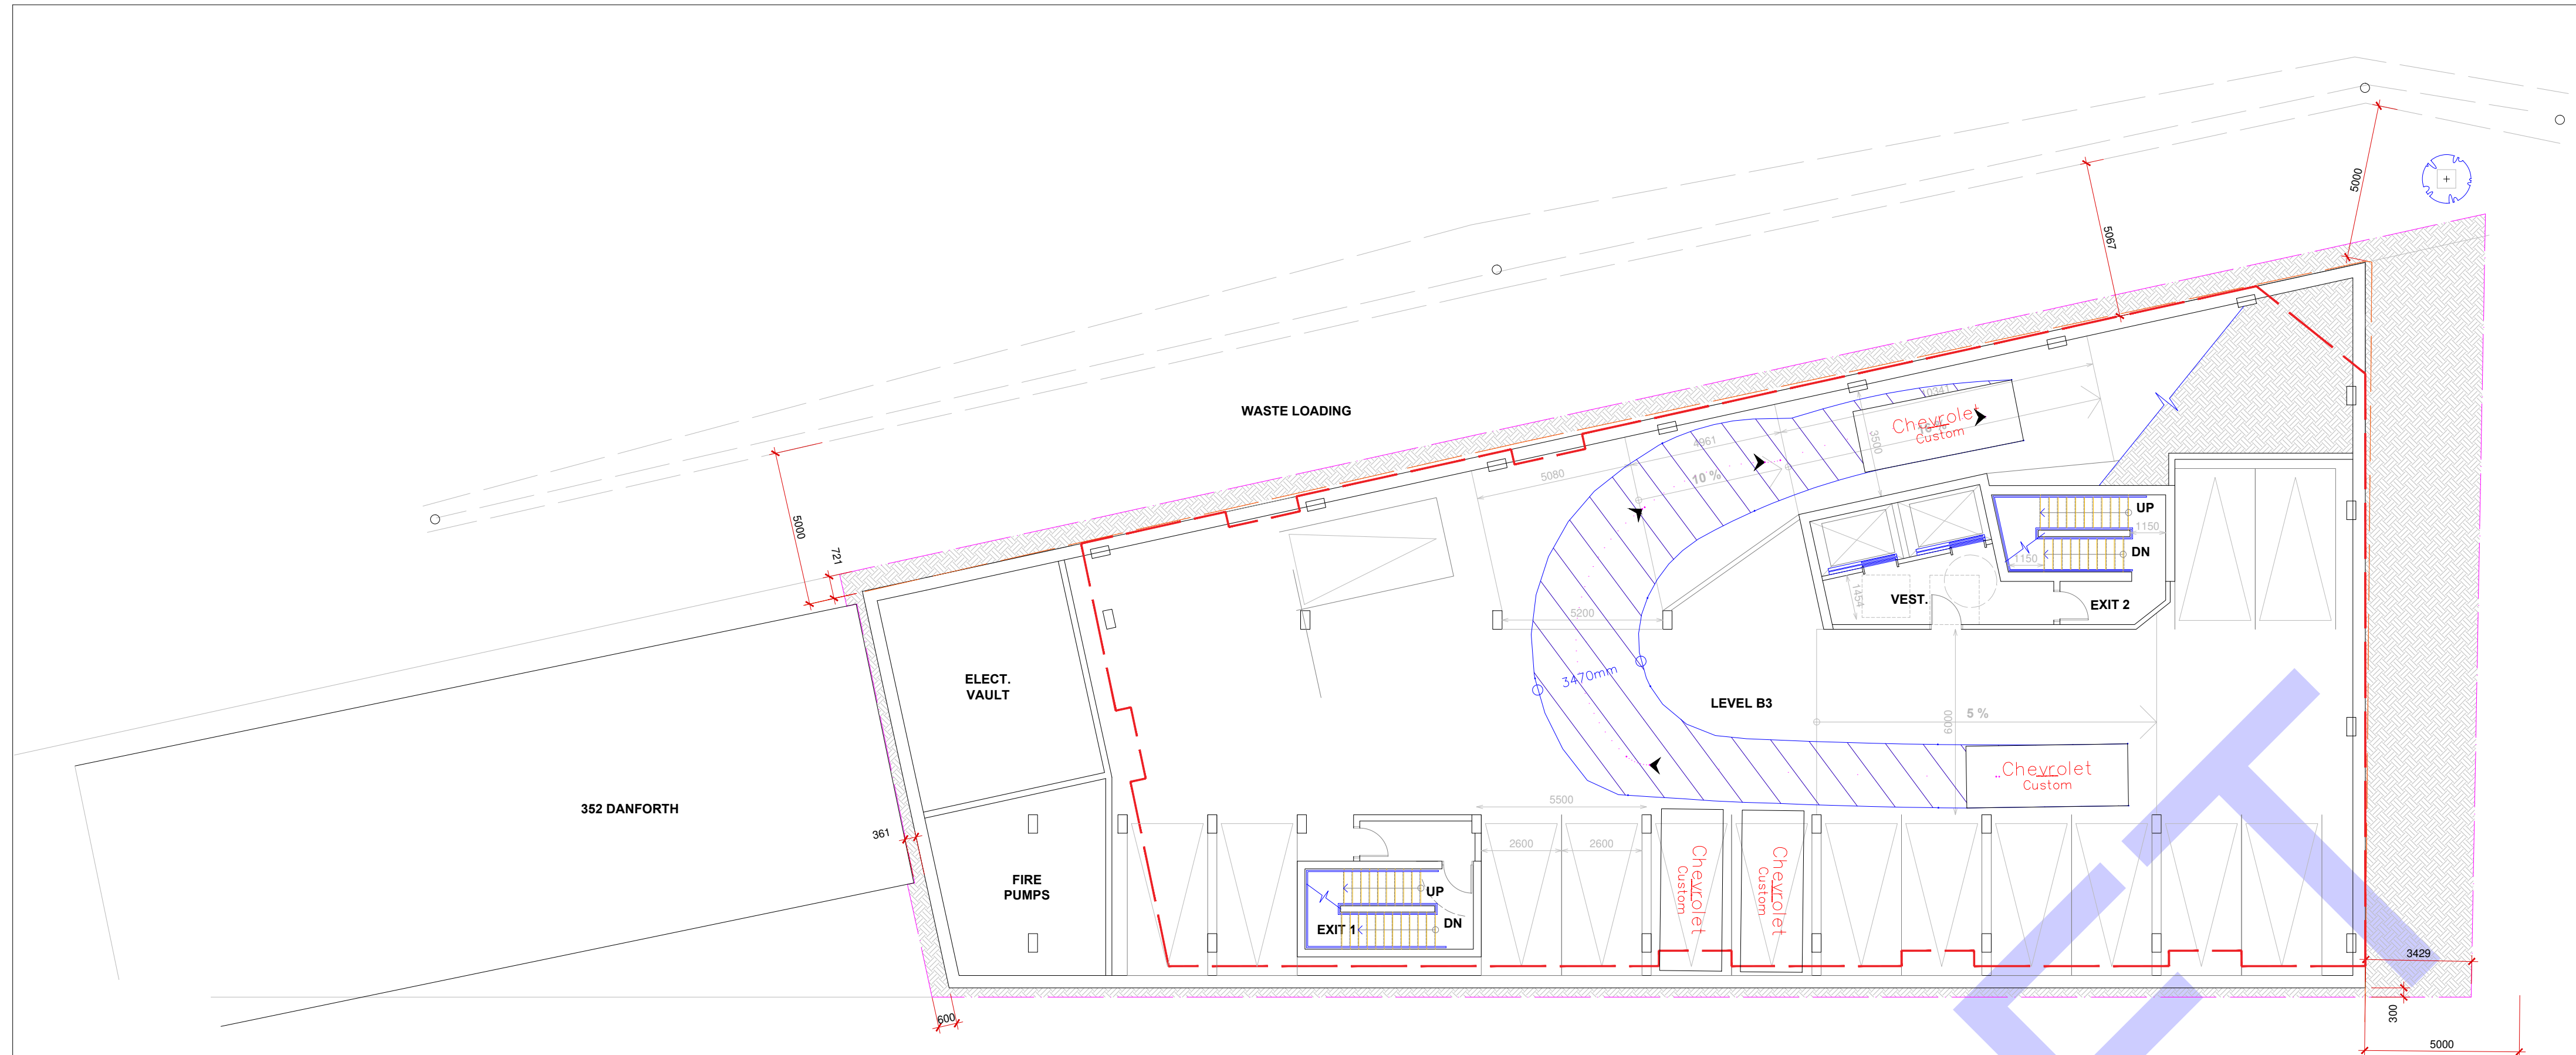 5000
5067
5000
721
WASTE LOADING
10341
Chevrolet
Custom
3500
4961
5080
10 %
UP
1150
DN
1150
1454
VEST.
EXIT 2
5200
ELECT.
VAULT
3470mm
LEVEL B3
6000
5 %
Chevrolet
Custom
352 DANFORTH
361
5500
2600
2600
Chevrolet
Custom
Chevrolet
Custom
FIRE
PUMPS
UP
EXIT 1
DN
3429
600
300
5000